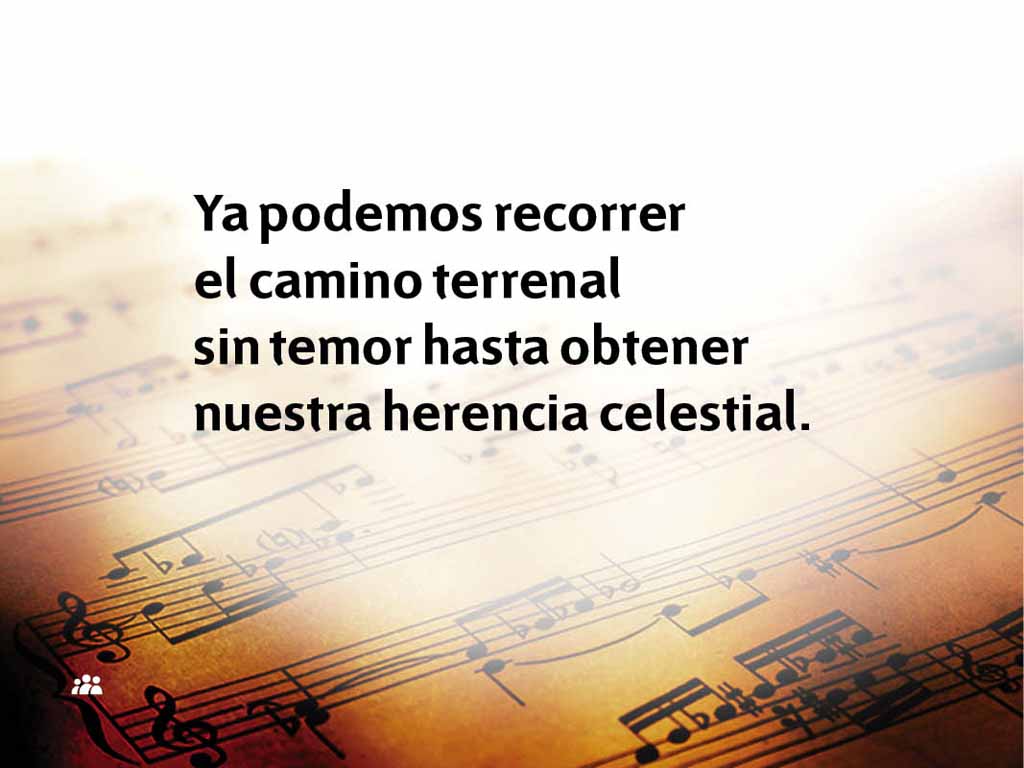 Ya podemos recorrer
el camino terrenal
sin temor hasta obtener
nuestra herencia celestial.